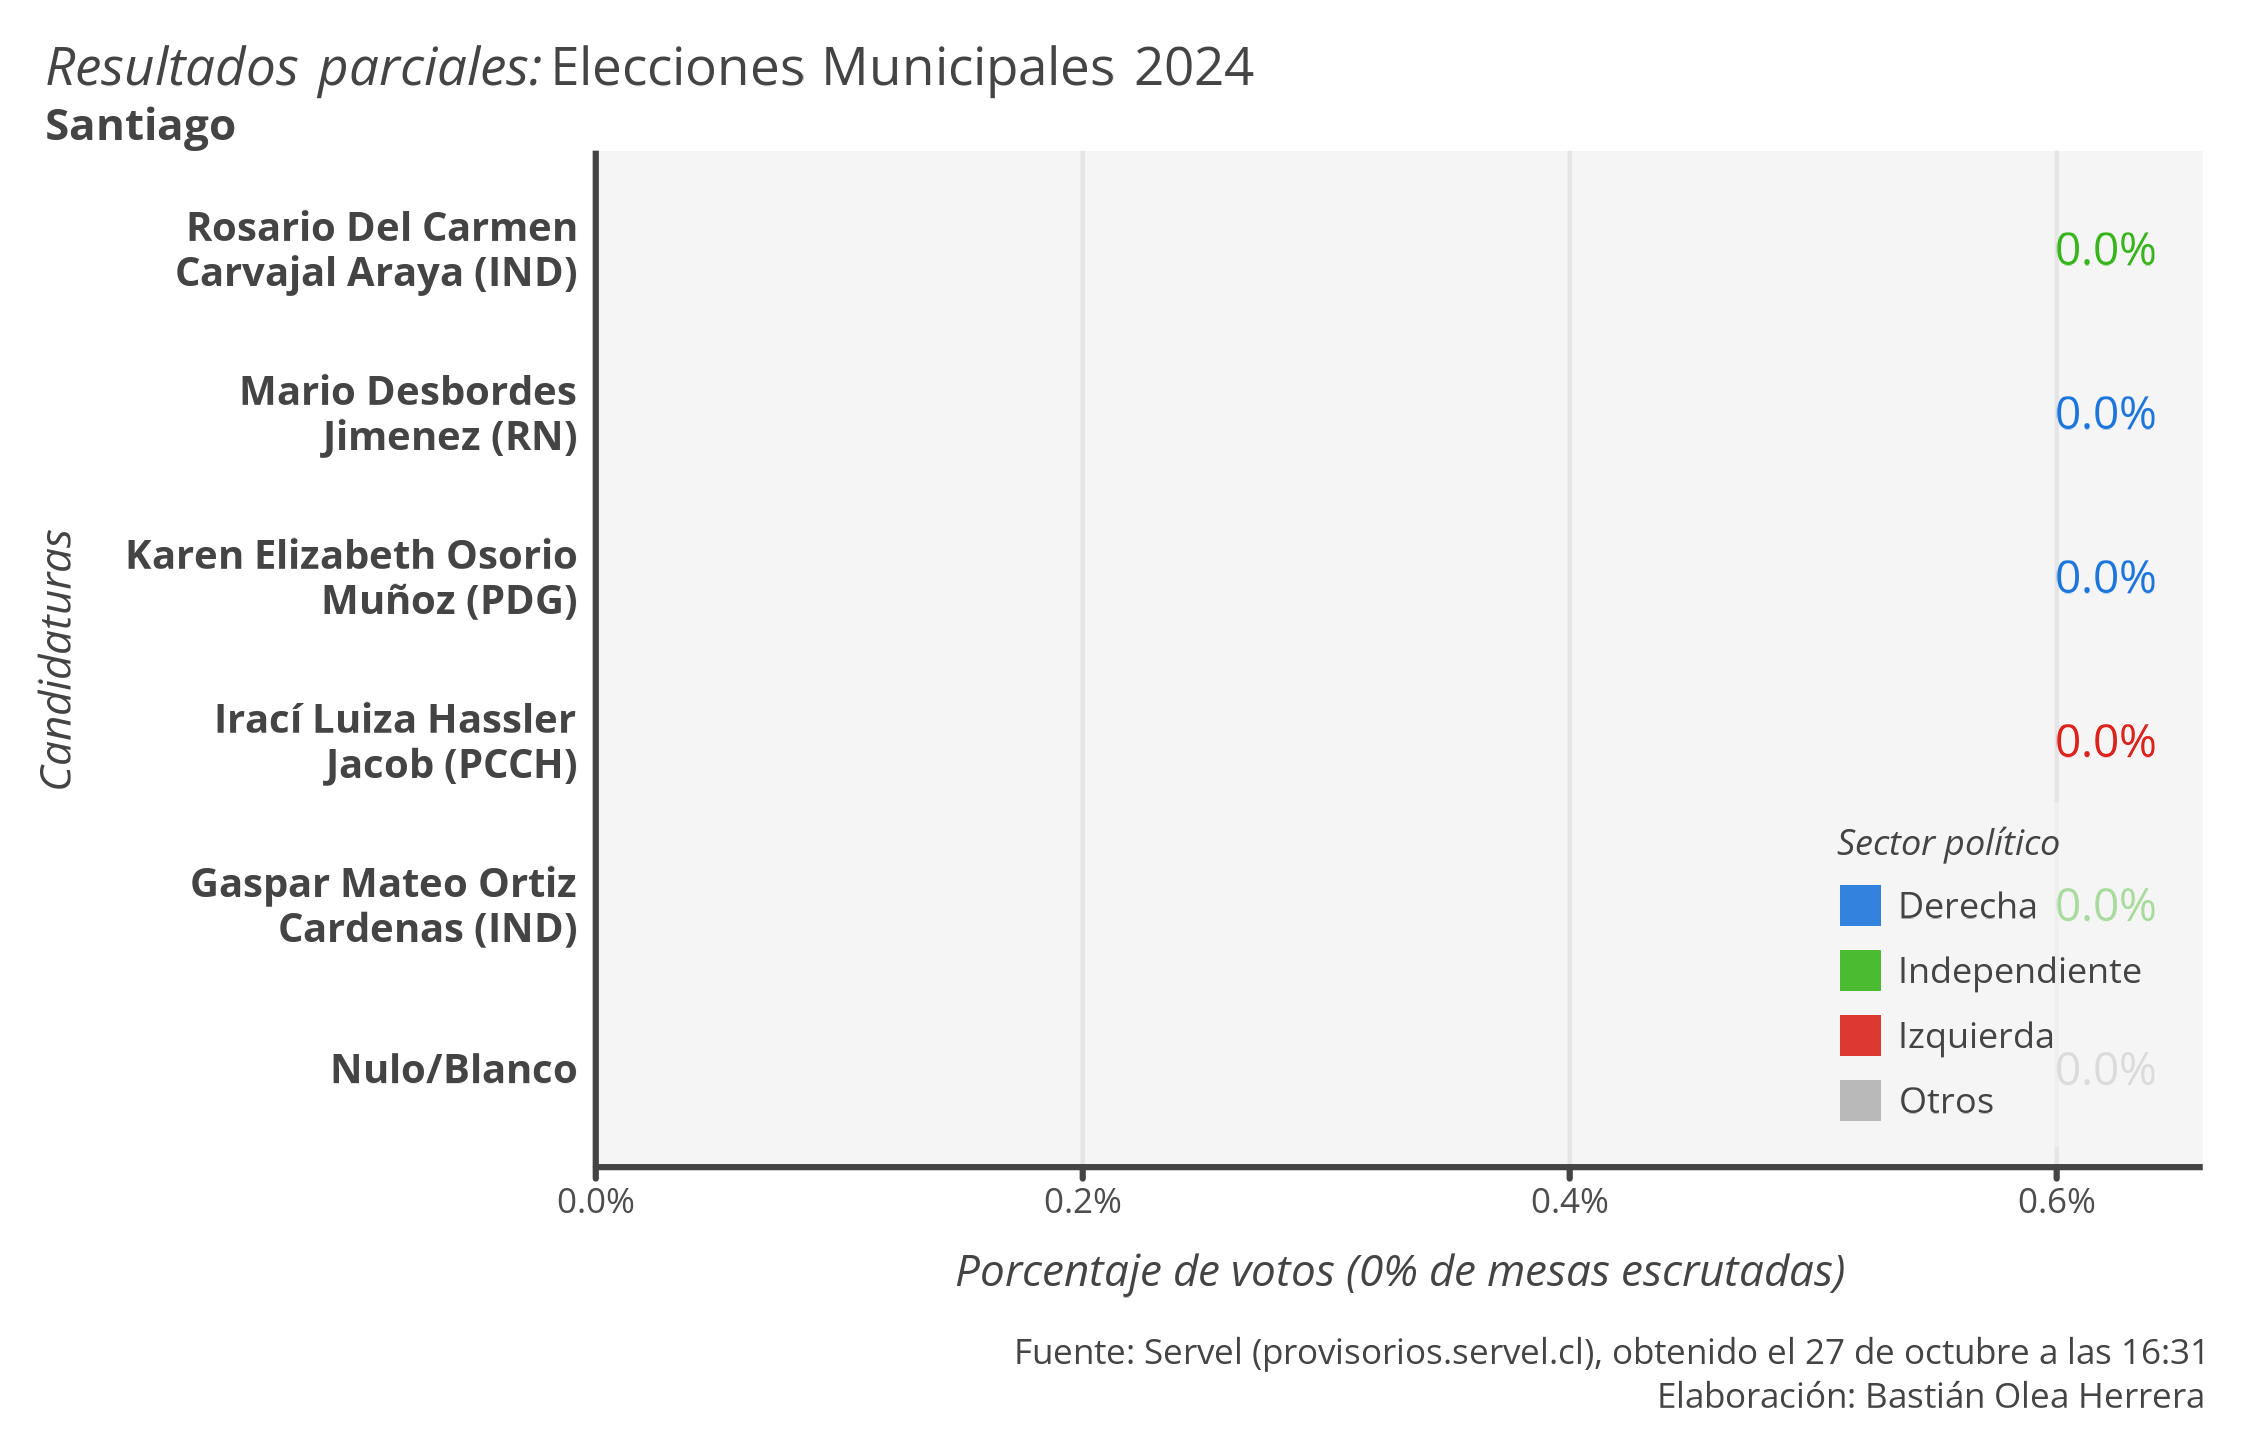 Resultados parciales: Elecciones Municipales 2024
Santiago
Candidaturas
Rosario Del Carmen
Carvajal Araya (IND)
0.0%
Mario Desbordes
Jimenez (RN)
0.0%
Karen Elizabeth Osorio
Muñoz (PDG)
0.0%
Irací Luiza Hassler
Jacob (PCCH)
0.0%
Gaspar Mateo Ortiz
Cardenas (IND)
0.0%
Nulo/Blanco
0.0%
Sector político
Derecha
Independiente
Izquierda
Otros
0.0% 0.2% 0.4% 0.6%
Porcentaje de votos (0% de mesas escrutadas)
Fuente: Servel (provisorios.servel.cl), obtenido el 27 de octubre a las 16:31
Elaboración: Bastián Olea Herrera